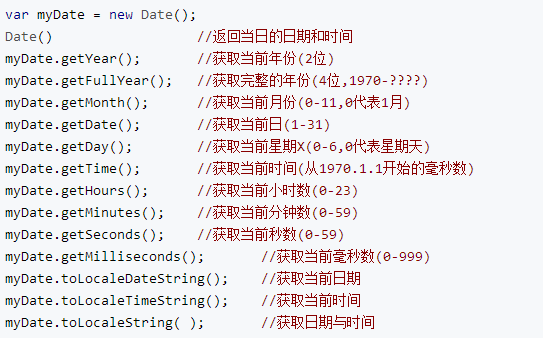 var myDate = new Date();
Date() //返回当日的日期和时间
myDate.getYear(); //获取当前年份(2位)
myDate.getFullYear(); //获取完整的年份(4位,1970-????)
myDate.getMonth(); //获取当前月份(0-11,0代表1月)
myDate.getDate(); //获取当前日(1-31)
myDate.getDay(); //获取当前星期X(0-6,0代表星期天)
myDate.getTime(); //获取当前时间(从1970.1.1开始的毫秒数)
myDate.getHours(); //获取当前小时数(0-23)
myDate.getMinutes(); //获取当前分钟数(0-59)
myDate.getSeconds(); //获取当前秒数(0-59)
myDate.getMilliseconds(); //获取当前毫秒数(0-999)
myDate.toLocaleDateString(); //获取当前日期
myDate.toLocaleTimeString(); //获取当前时间
myDate.toLocaleString( ); //获取日期与时间